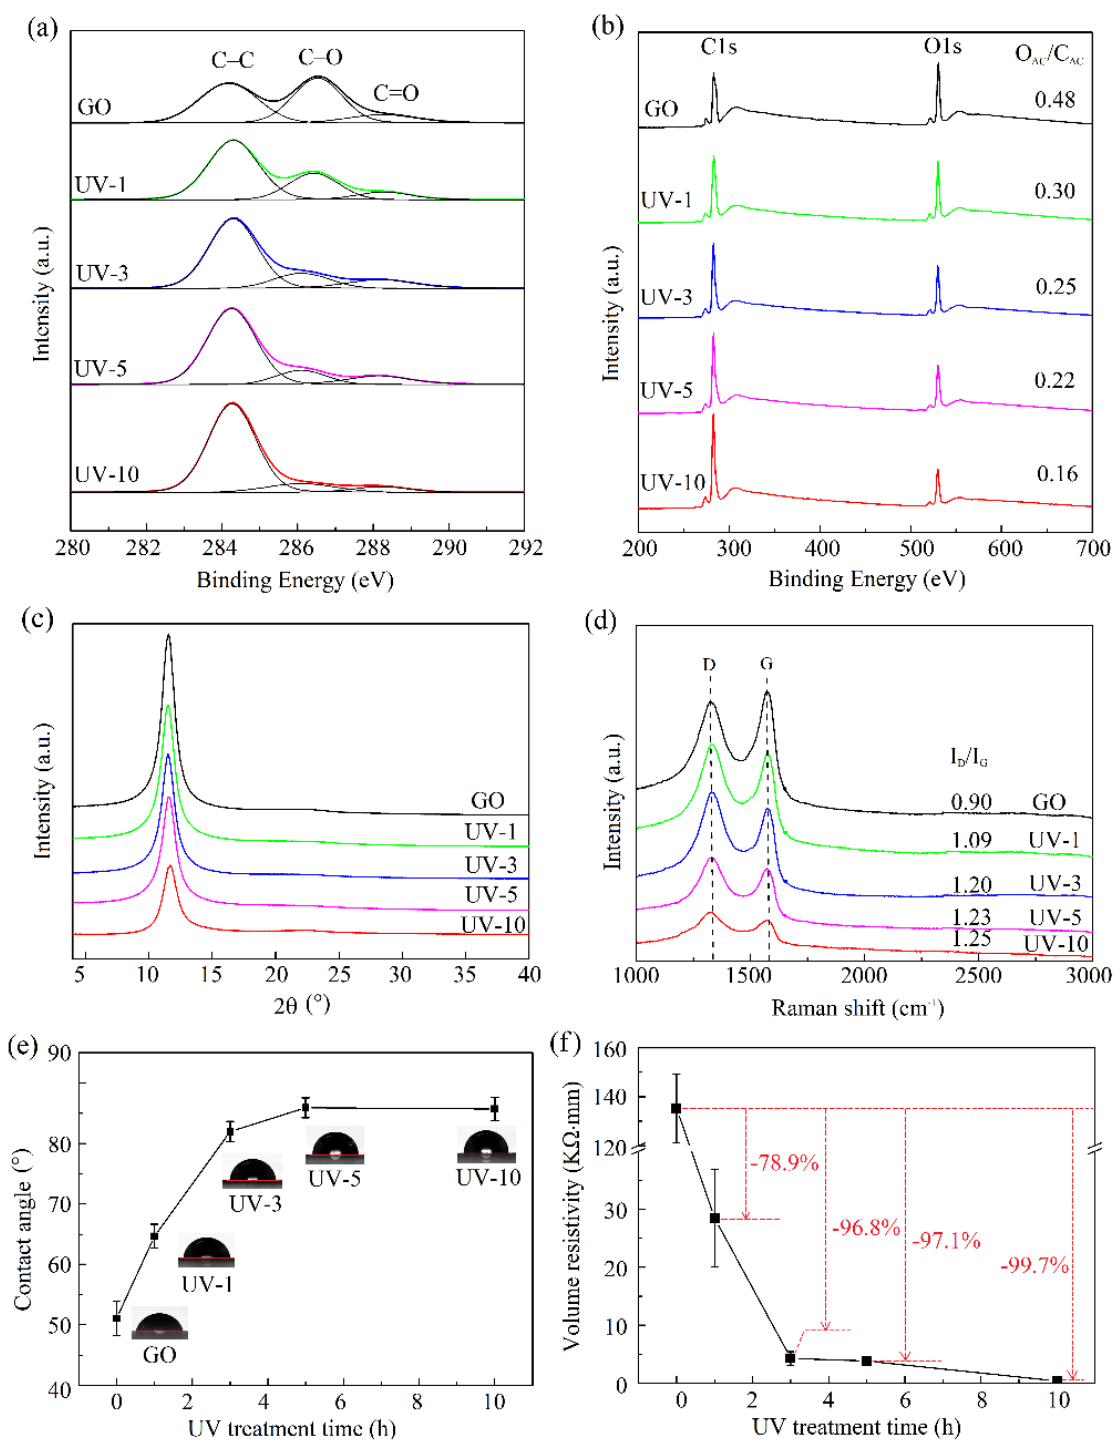 (a)
C–C
C–O
C=O
GO
UV-1
UV-3
UV-5
UV-10
Intensity (a.u.)
280 282 284 286 288 290 292
Binding Energy (eV)
(b)
C1s
O1s
O_AC/C_AC
GO
0.48
UV-1
0.30
UV-3
0.25
UV-5
0.22
UV-10
0.16
Intensity (a.u.)
200 300 400 500 600 700
Binding Energy (eV)
(c)
GO
UV-1
UV-3
UV-5
UV-10
Intensity (a.u.)
5 10 15 20 25 30 35 40
2θ (°)
(d)
D
G
I_D/I_G
0.90 GO
1.09 UV-1
1.20 UV-3
1.23 UV-5
1.25 UV-10
Intensity (a.u.)
1000 1500 2000 2500 3000
Raman shift (cm⁻¹)
(e)
90
80
70
60
50
40
Contact angle (°)
UV-5
UV-10
UV-3
UV-1
GO
0 2 4 6 8 10
UV treatment time (h)
(f)
160
140
120
30
20
10
0
Volume resistivity (KΩ·mm)
-78.9%
-96.8%
-97.1%
-99.7%
0 2 4 6 8 10
UV treatment time (h)